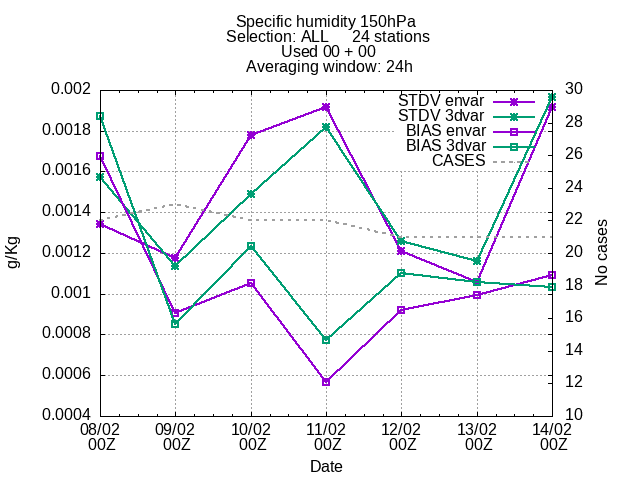 Specific humidity 150hPa
Selection: ALL 24 stations
Used 00 + 00
Averaging window: 24h
STDV envar
STDV 3dvar
BIAS envar
BIAS 3dvar
CASES
0.002
0.0018
0.0016
0.0014
0.0012
0.001
0.0008
0.0006
0.0004
g/Kg
30
28
26
24
22
20
18
16
14
12
10
No cases
08/02 09/02 10/02 11/02 12/02 13/02 14/02
00Z 00Z 00Z 00Z 00Z 00Z 00Z
Date